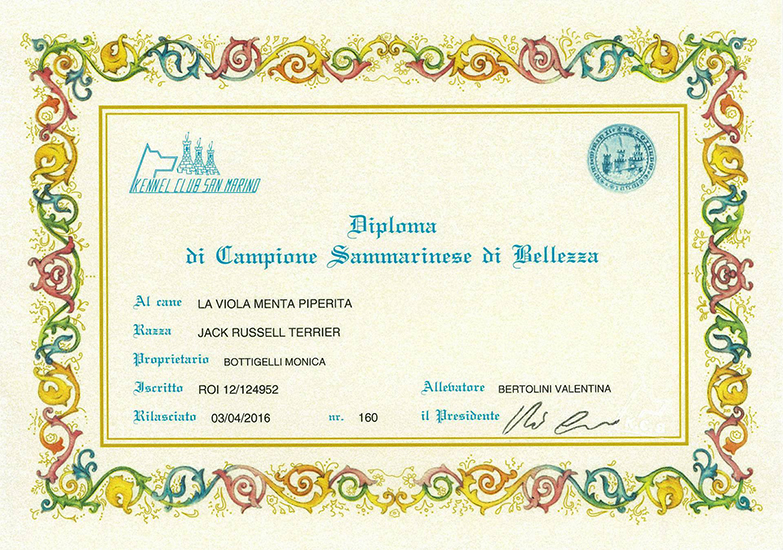 KENNEL CLUB SAN MARINO
Diploma
di Campione Sammarinese di Bellezza
Al cane LA VIOLA MENTA PIPERITA
Razza JACK RUSSELL TERRIER
Proprietario BOTTIGELLI MONICA
Iscritto ROI 12/124952 Allevatore BERTOLINI VALENTINA
Rilasciato 03/04/2016 nr. 160 il Presidente